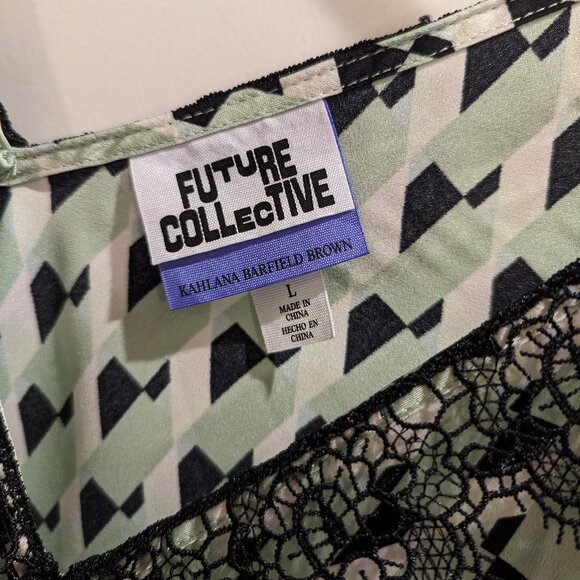 FUTURE
COLLECTIVE
KAHLANA BARFIELD BROWN
L
MADE IN
CHINA
HECHO EN
CHINA